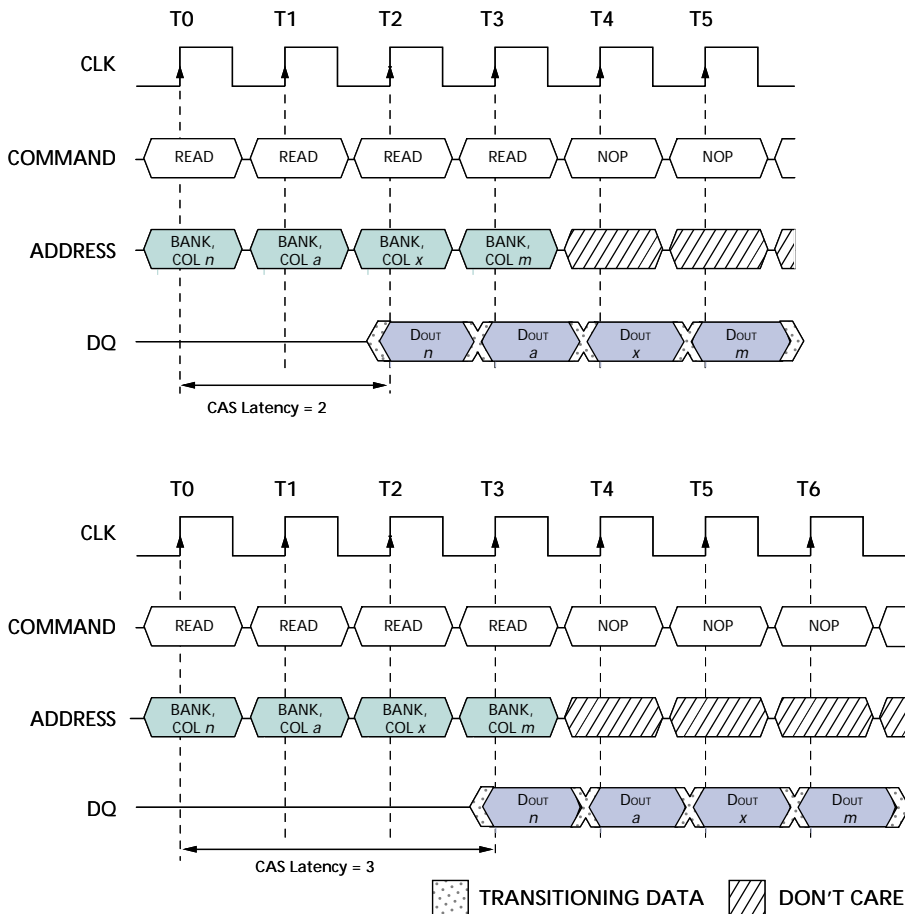 T0 T1 T2 T3 T4 T5
CLK
COMMAND READ READ READ READ NOP NOP
ADDRESS BANK, BANK, BANK, BANK,
COL n COL a COL x COL m
DQ DOUT DOUT DOUT DOUT
n a x m
CAS Latency = 2
T0 T1 T2 T3 T4 T5 T6
CLK
COMMAND READ READ READ READ NOP NOP NOP
ADDRESS BANK, BANK, BANK, BANK,
COL n COL a COL x COL m
DQ DOUT DOUT DOUT DOUT
n a x m
CAS Latency = 3
TRANSITIONING DATA DON'T CARE